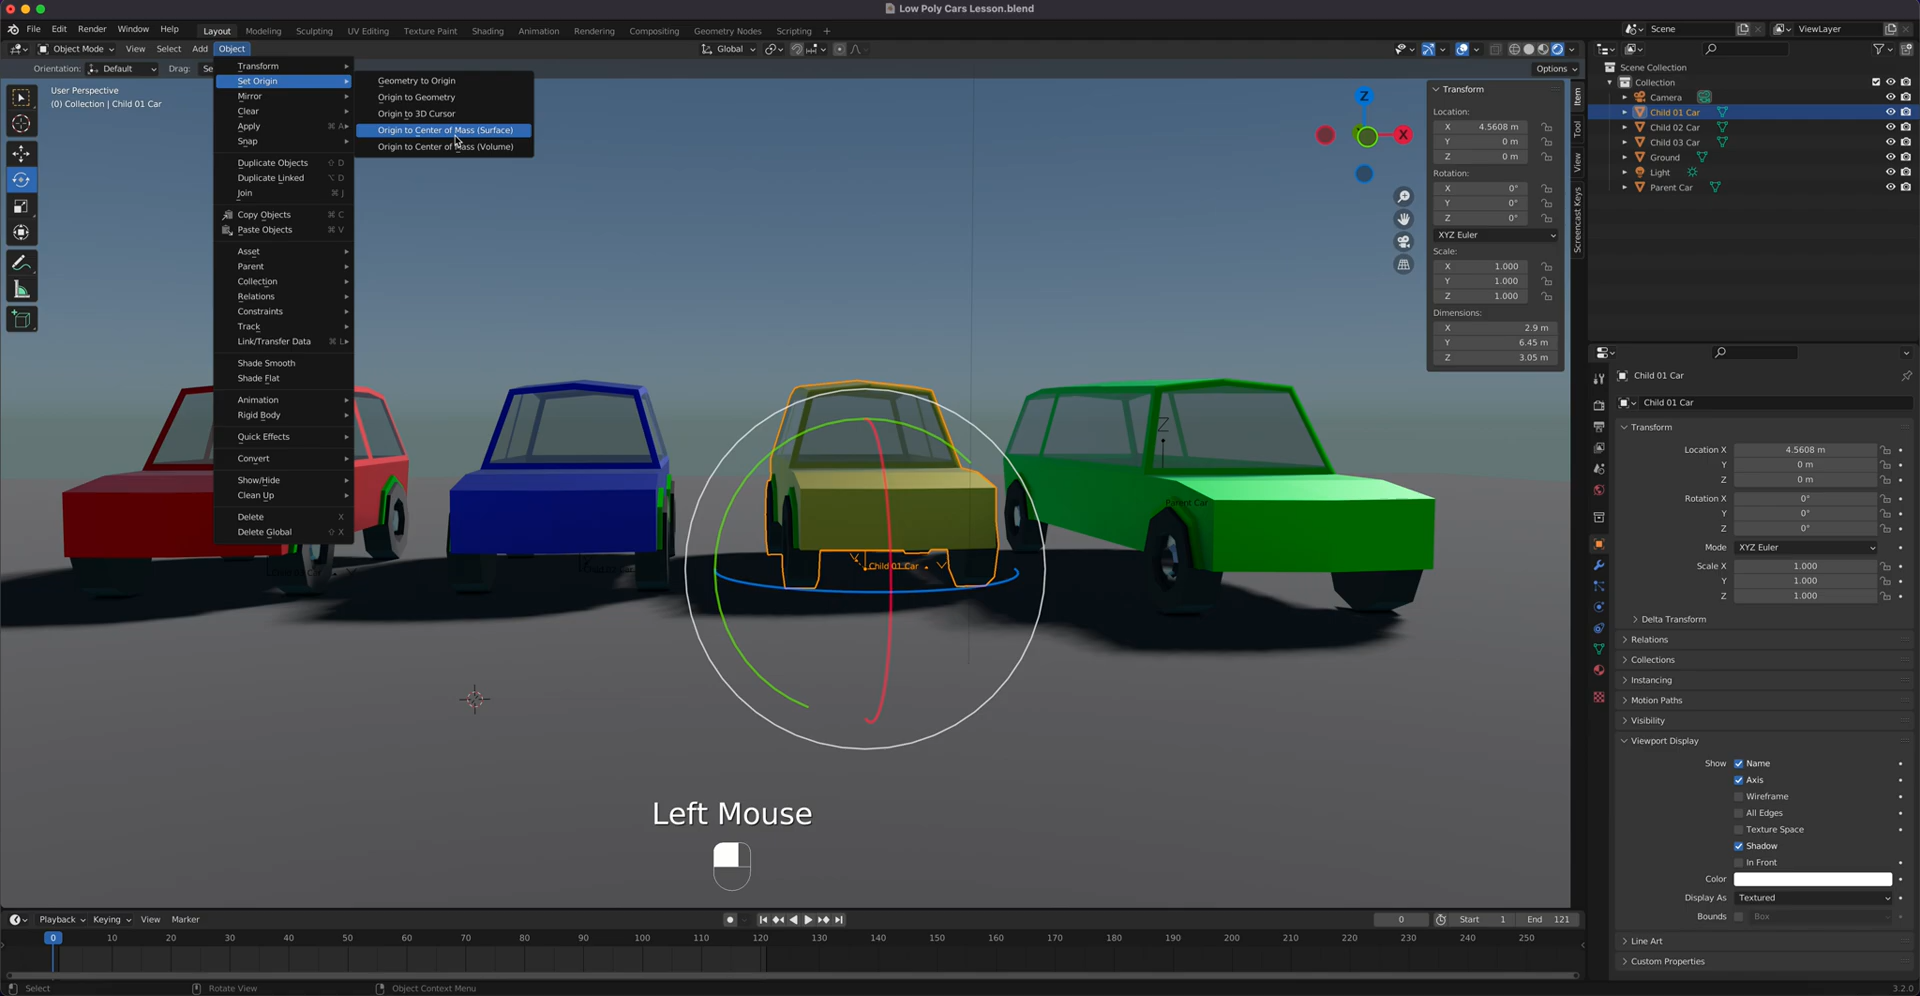 Low Poly Cars Lesson.blend
File Edit Render Window Help Layout Modeling Sculpting UV Editing Texture Paint Shading Animation Rendering Compositing Geometry Nodes Scripting + Scene ViewLayer
Object Mode View Select Add Object Global
Orientation: Default Drag: Se Options
User Perspective
(0) Collection | Child 01 Car
Transform
Set Origin
Mirror
Clear
Apply ⌘ A
Snap
Duplicate Objects ⇧ D
Duplicate Linked ⌥ D
Join ⌘ J
Copy Objects ⌘ C
Paste Objects ⌘ V
Asset
Parent
Collection
Relations
Constraints
Track
Link/Transfer Data ⌘ L
Shade Smooth
Shade Flat
Animation
Rigid Body
Quick Effects
Convert
Show/Hide
Clean Up
Delete X
Delete Global ⇧ X
Geometry to Origin
Origin to Geometry
Origin to 3D Cursor
Origin to Center of Mass (Surface)
Origin to Center of Mass (Volume)
Z
X
Z
Parent Car
Child 01 Car
Left Mouse
Transform
Location:
X 4.5608 m
Y 0 m
Z 0 m
Rotation:
X 0°
Y 0°
Z 0°
XYZ Euler
Scale:
X 1.000
Y 1.000
Z 1.000
Dimensions:
X 2.9 m
Y 6.45 m
Z 3.05 m
Item
Tool
View
Screencast Keys
Scene Collection
Collection
Camera
Child 01 Car
Child 02 Car
Child 03 Car
Ground
Light
Parent Car
Child 01 Car
Child 01 Car
Transform
Location X 4.5608 m
Y 0 m
Z 0 m
Rotation X 0°
Y 0°
Z 0°
Mode XYZ Euler
Scale X 1.000
Y 1.000
Z 1.000
Delta Transform
Relations
Collections
Instancing
Motion Paths
Visibility
Viewport Display
Show Name
Axis
Wireframe
All Edges
Texture Space
Shadow
In Front
Color
Display As Textured
Bounds Box
Line Art
Custom Properties
Playback Keying View Marker 0 Start 1 End 121
0 10 20 30 40 50 60 70 80 90 100 110 120 130 140 150 160 170 180 190 200 210 220 230 240 250
Select Rotate View Object Context Menu 3.2.0